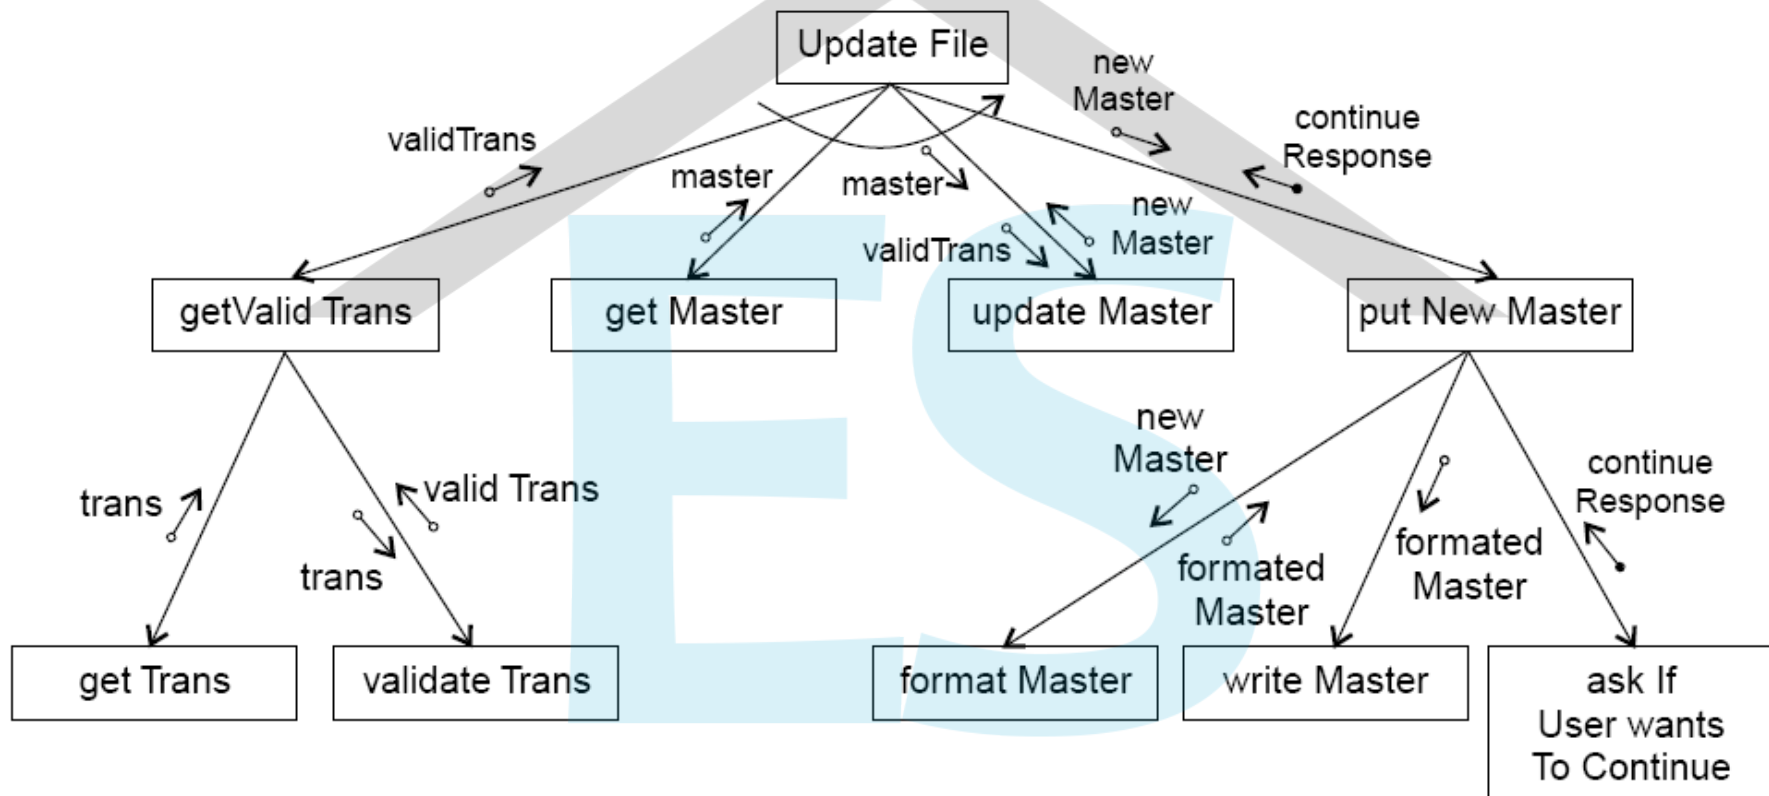 Update File
new
Master
continue
Response
validTrans
master
master
new
Master
validTrans
getValid Trans
get Master
update Master
put New Master
new
Master
continue
Response
trans
valid Trans
trans
formated
Master
formated
Master
get Trans
validate Trans
format Master
write Master
ask If
User wants
To Continue
ES